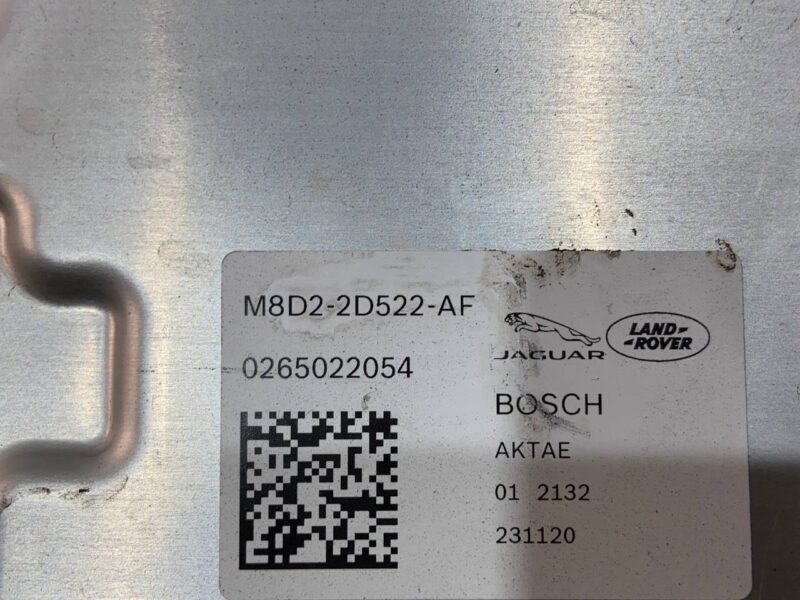 M8D2-2D522-AF
0265022054
JAGUAR
LAND-
-ROVER
BOSCH
AKTAE
01 2132
231120